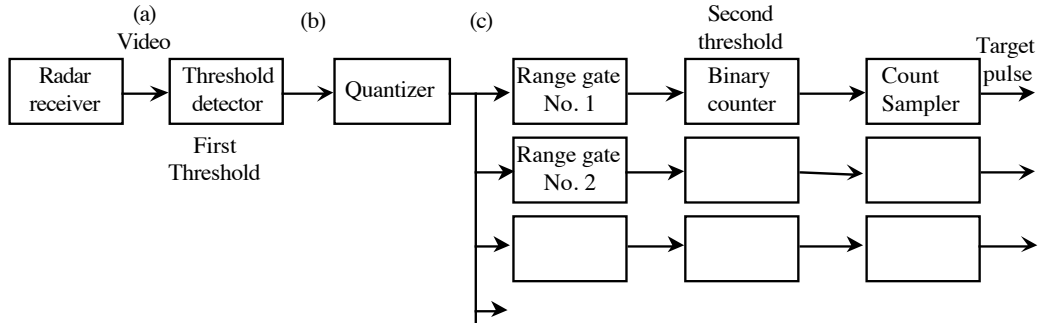 (a)
Video
(b)
(c)
Second
threshold
Target
pulse
Radar
receiver
Threshold
detector
Quantizer
Range gate
No. 1
Binary
counter
Count
Sampler
First
Threshold
Range gate
No. 2